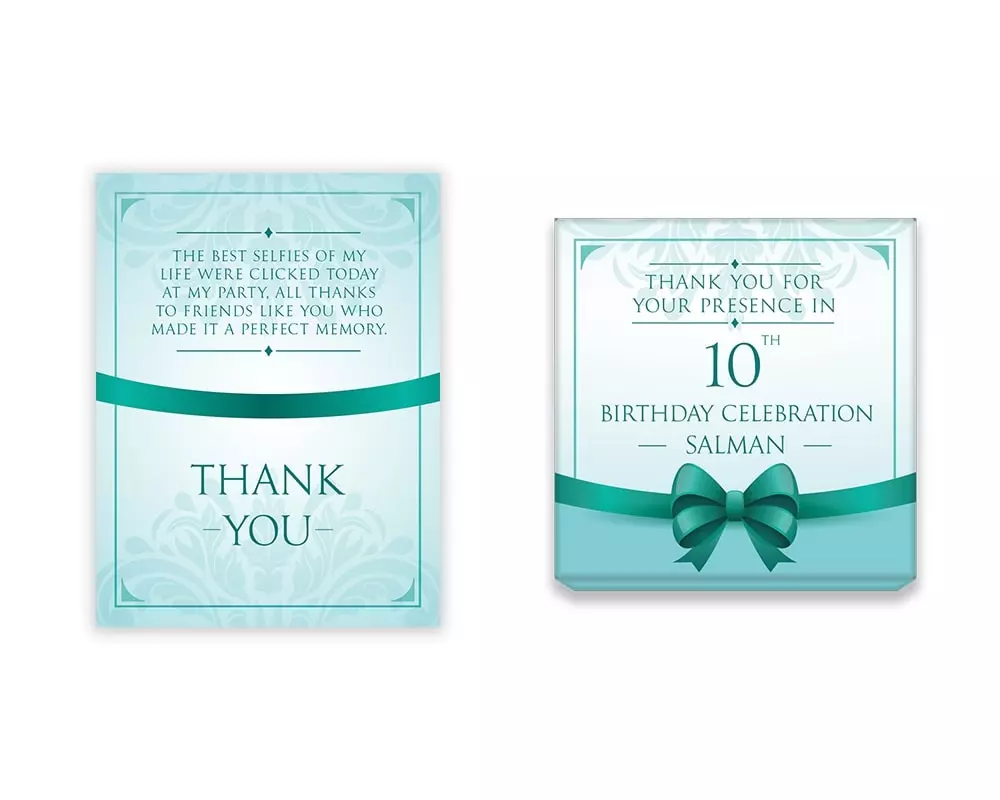 THE BEST SELFIES OF MY
LIFE WERE CLICKED TODAY
AT MY PARTY, ALL THANKS
TO FRIENDS LIKE YOU WHO
MADE IT A PERFECT MEMORY.
THANK
–YOU–
THANK YOU FOR
YOUR PRESENCE IN
10TH
BIRTHDAY CELEBRATION
— SALMAN —